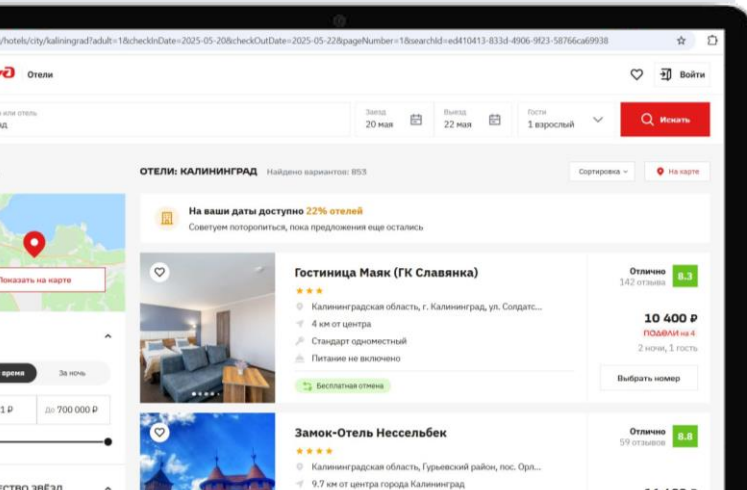 /hotels/city/kaliningrad?adult=1&checkInDate=2025-05-20&checkOutDate=2025-05-22&pageNumber=1&searchId=ed410413-833d-4906-9f23-58766ca69938
Отели
Войти
или отель
Заезд
20 мая
Выезд
22 мая
Гости
1 взрослый
Искать
ОТЕЛИ: КАЛИНИНГРАД Найдено вариантов: 853
Сортировка
На карте
На ваши даты доступно 22% отелей
Советуем поторопиться, пока предложения еще остались
Показать на карте
Гостиница Маяк (ГК Славянка)
Калининградская область, г. Калининград, ул. Солдатс...
4 км от центра
Стандарт одноместный
Питание не включено
Бесплатная отмена
Отлично
142 отзыва
8.3
10 400 ₽
ПОДЕЛИ на 4
2 ночи, 1 гость
Выбрать номер
время
За ночь
1 ₽
до 700 000 ₽
Замок-Отель Нессельбек
Калининградская область, Гурьевский район, пос. Орл...
9.7 км от центра города Калининград
Отлично
59 отзывов
8.8